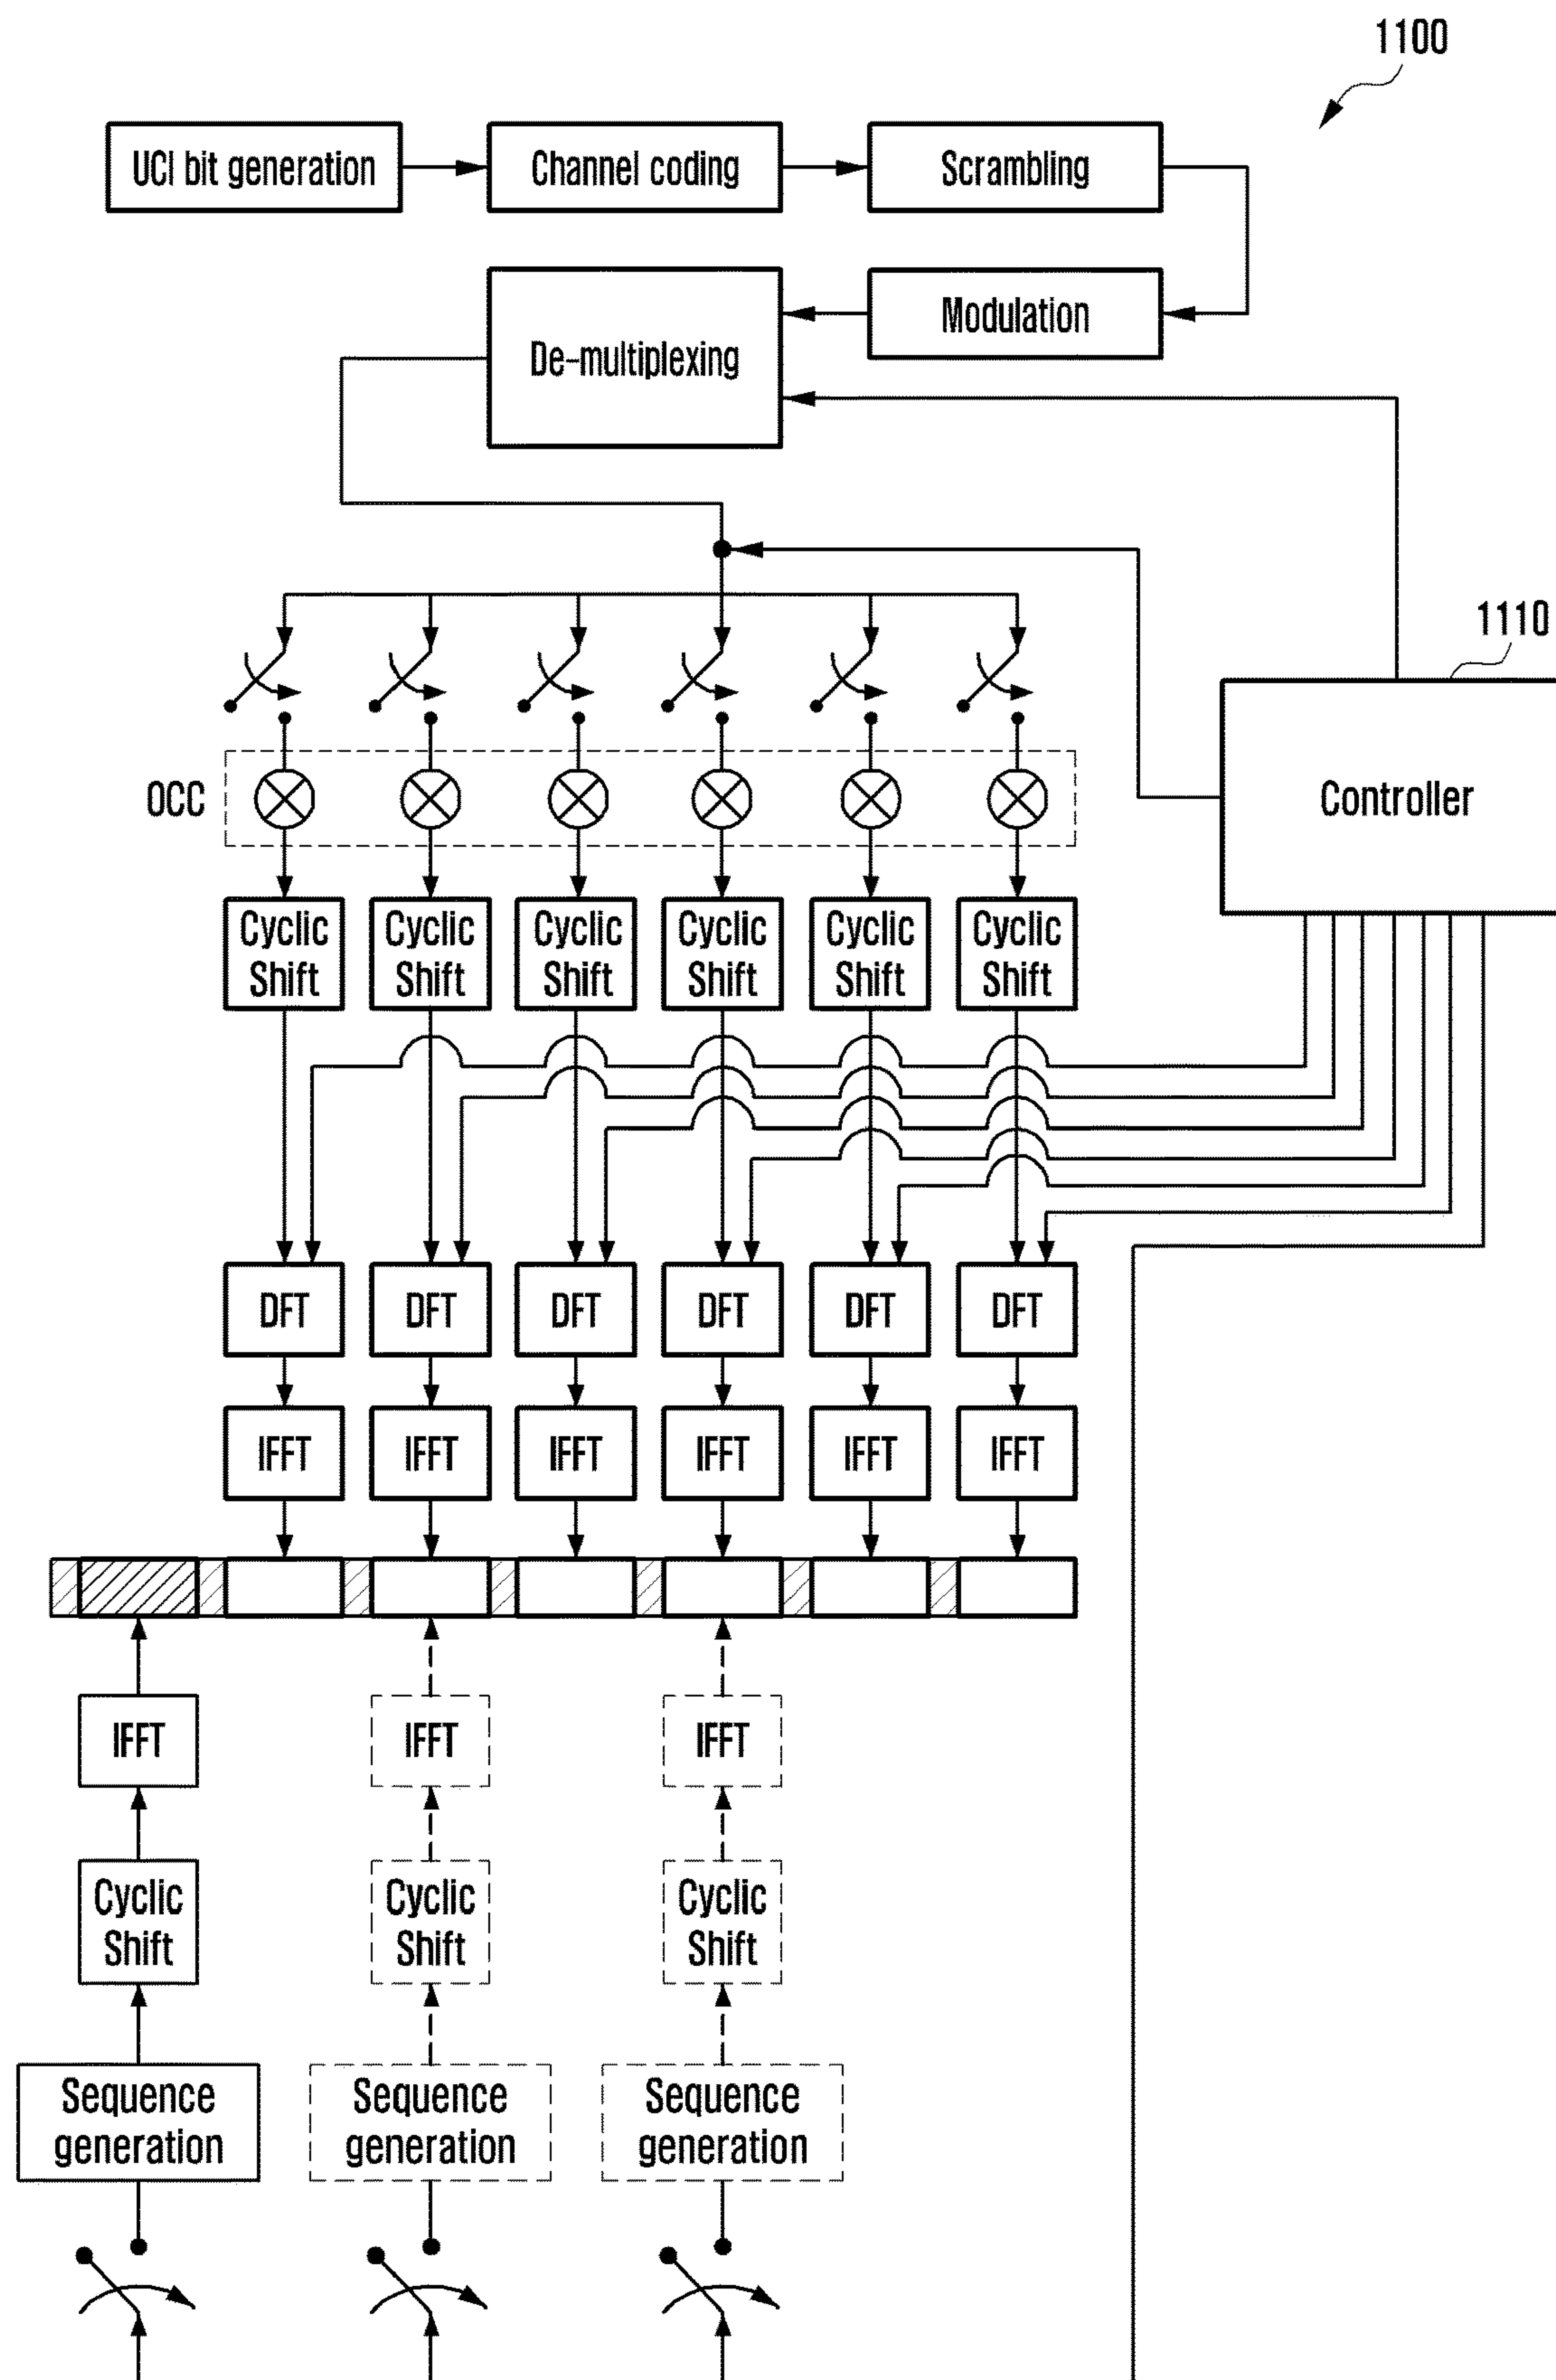 1100
UCI bit generation
Channel coding
Scrambling
De-multiplexing
Modulation
1110
Controller
OCC
Cyclic
Shift
Cyclic
Shift
Cyclic
Shift
Cyclic
Shift
Cyclic
Shift
Cyclic
Shift
DFT
DFT
DFT
DFT
DFT
DFT
IFFT
IFFT
IFFT
IFFT
IFFT
IFFT
IFFT
IFFT
IFFT
Cyclic
Shift
Cyclic
Shift
Cyclic
Shift
Sequence
generation
Sequence
generation
Sequence
generation